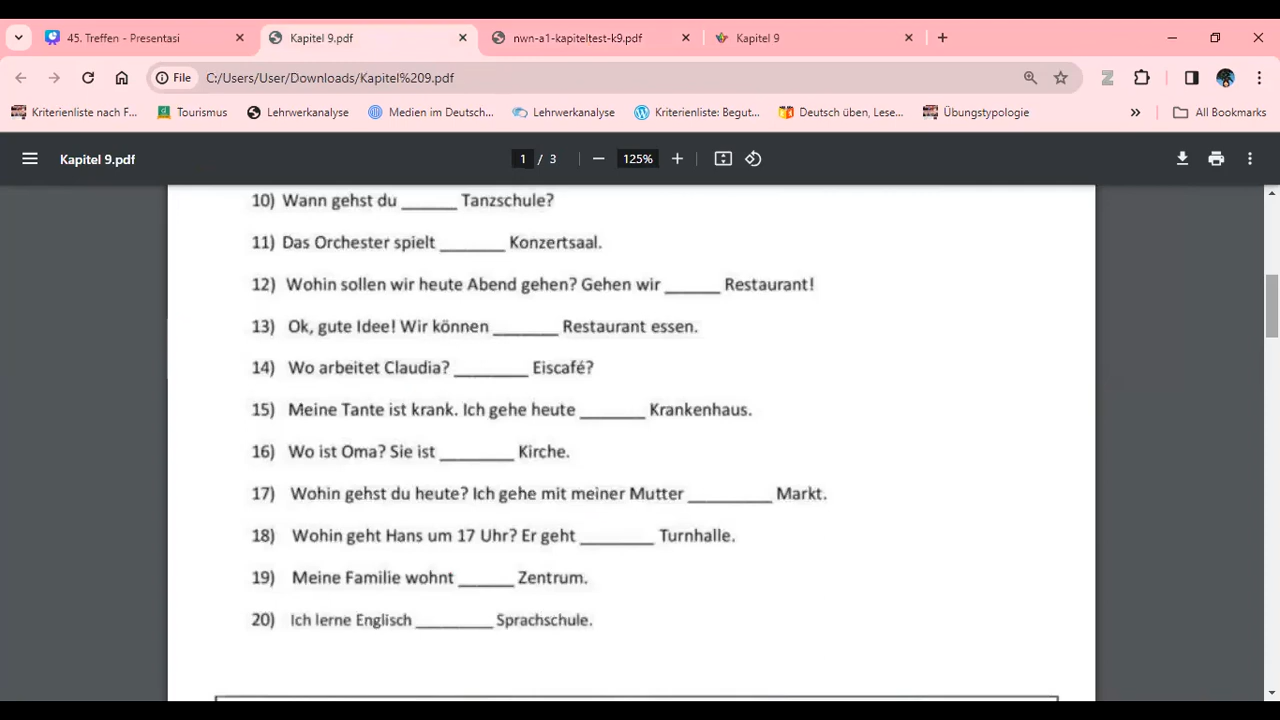 45. Treffen - Presentasi
Kapitel 9.pdf
nwn-a1-kapiteltest-k9.pdf
Kapitel 9
File
C:/Users/User/Downloads/Kapitel%209.pdf
Kriterienliste nach F...
Tourismus
Lehrwerkanalyse
Medien im Deutsch...
Lehrwerkanalyse
Kriterienliste: Begut...
Deutsch üben, Lese...
Übungstypologie
»
All Bookmarks
Kapitel 9.pdf
1 / 3
125%
10) Wann gehst du ______ Tanzschule?
11) Das Orchester spielt _______ Konzertsaal.
12) Wohin sollen wir heute Abend gehen? Gehen wir ______ Restaurant!
13) Ok, gute Idee! Wir können _______ Restaurant essen.
14) Wo arbeitet Claudia? ________ Eiscafé?
15) Meine Tante ist krank. Ich gehe heute _______ Krankenhaus.
16) Wo ist Oma? Sie ist ________ Kirche.
17) Wohin gehst du heute? Ich gehe mit meiner Mutter _________ Markt.
18) Wohin geht Hans um 17 Uhr? Er geht ________ Turnhalle.
19) Meine Familie wohnt ______ Zentrum.
20) Ich lerne Englisch _________ Sprachschule.